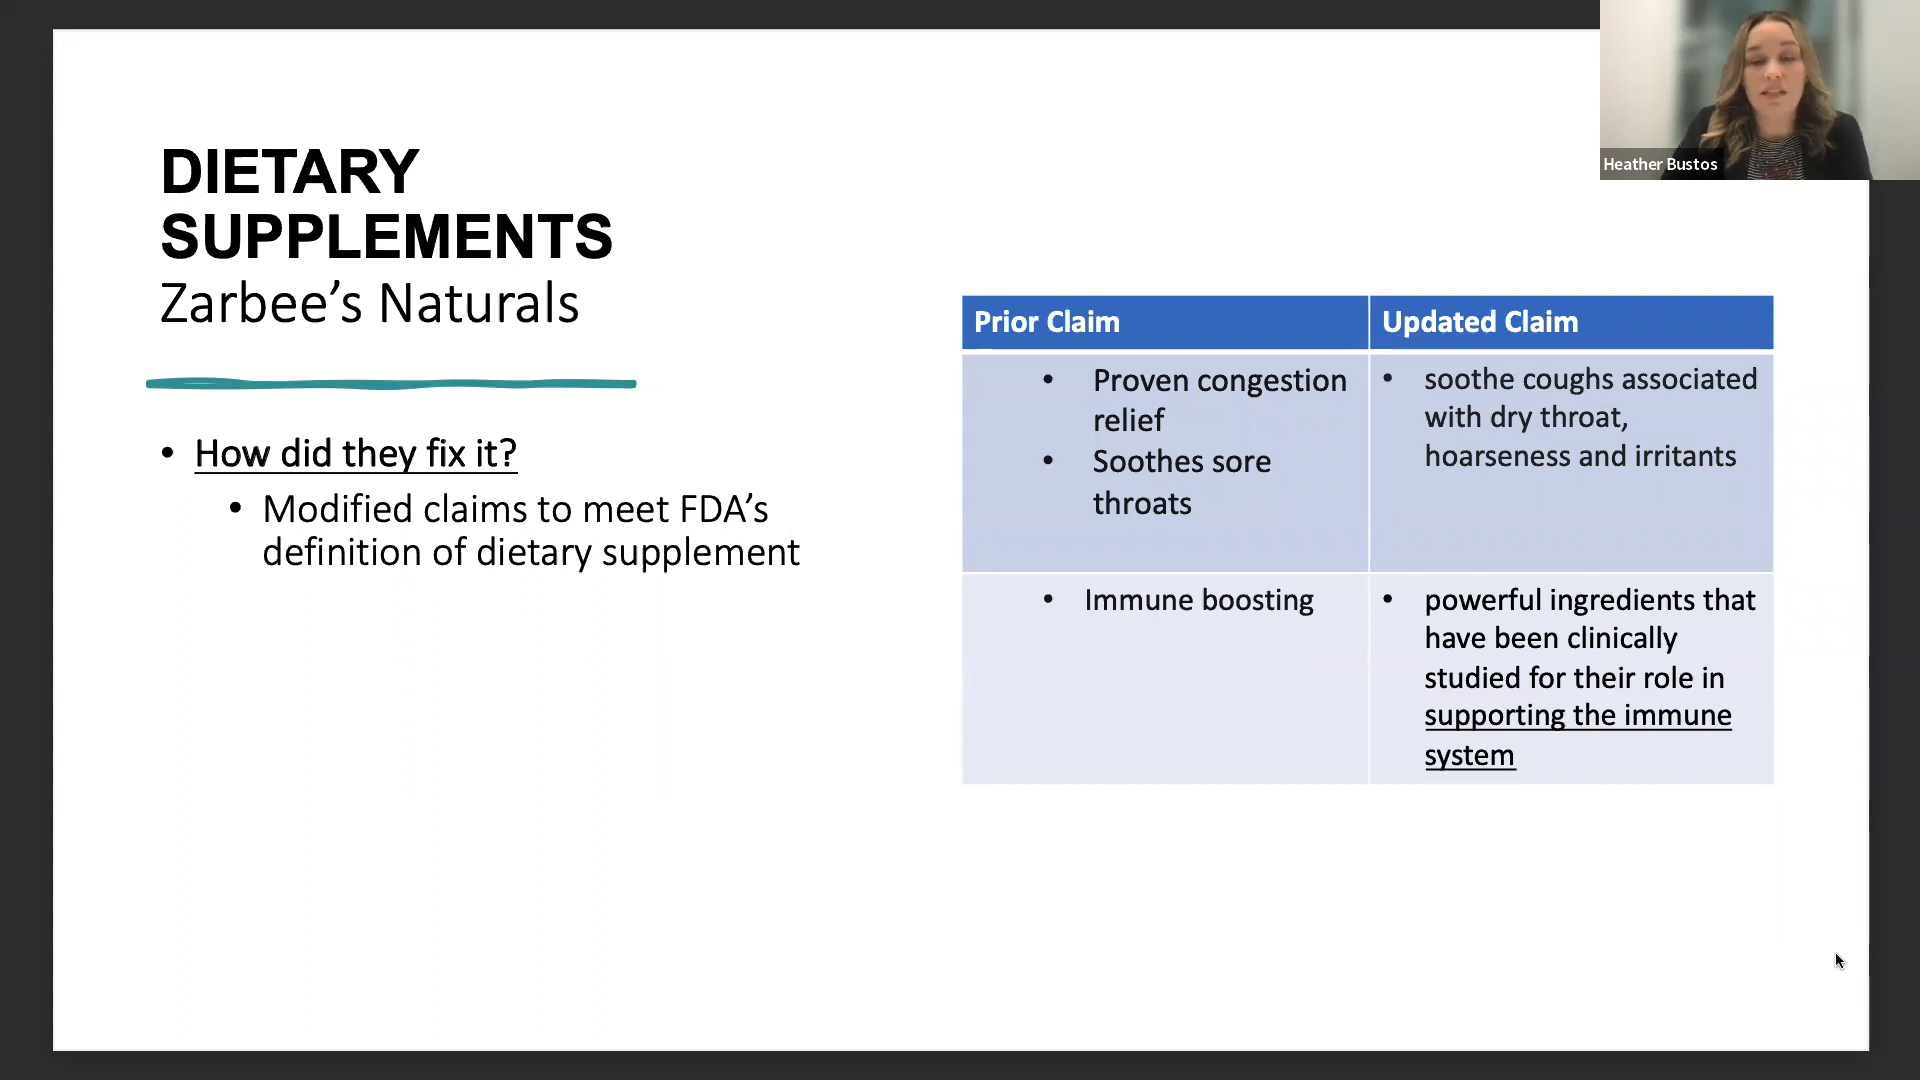 DIETARY
SUPPLEMENTS
Zarbee’s Naturals
• How did they fix it?
• Modified claims to meet FDA’s
definition of dietary supplement
Prior Claim
Updated Claim
• Proven congestion
relief
• Soothes sore
throats
• soothe coughs associated
with dry throat,
hoarseness and irritants
• Immune boosting
• powerful ingredients that
have been clinically
studied for their role in
supporting the immune
system
Heather Bustos